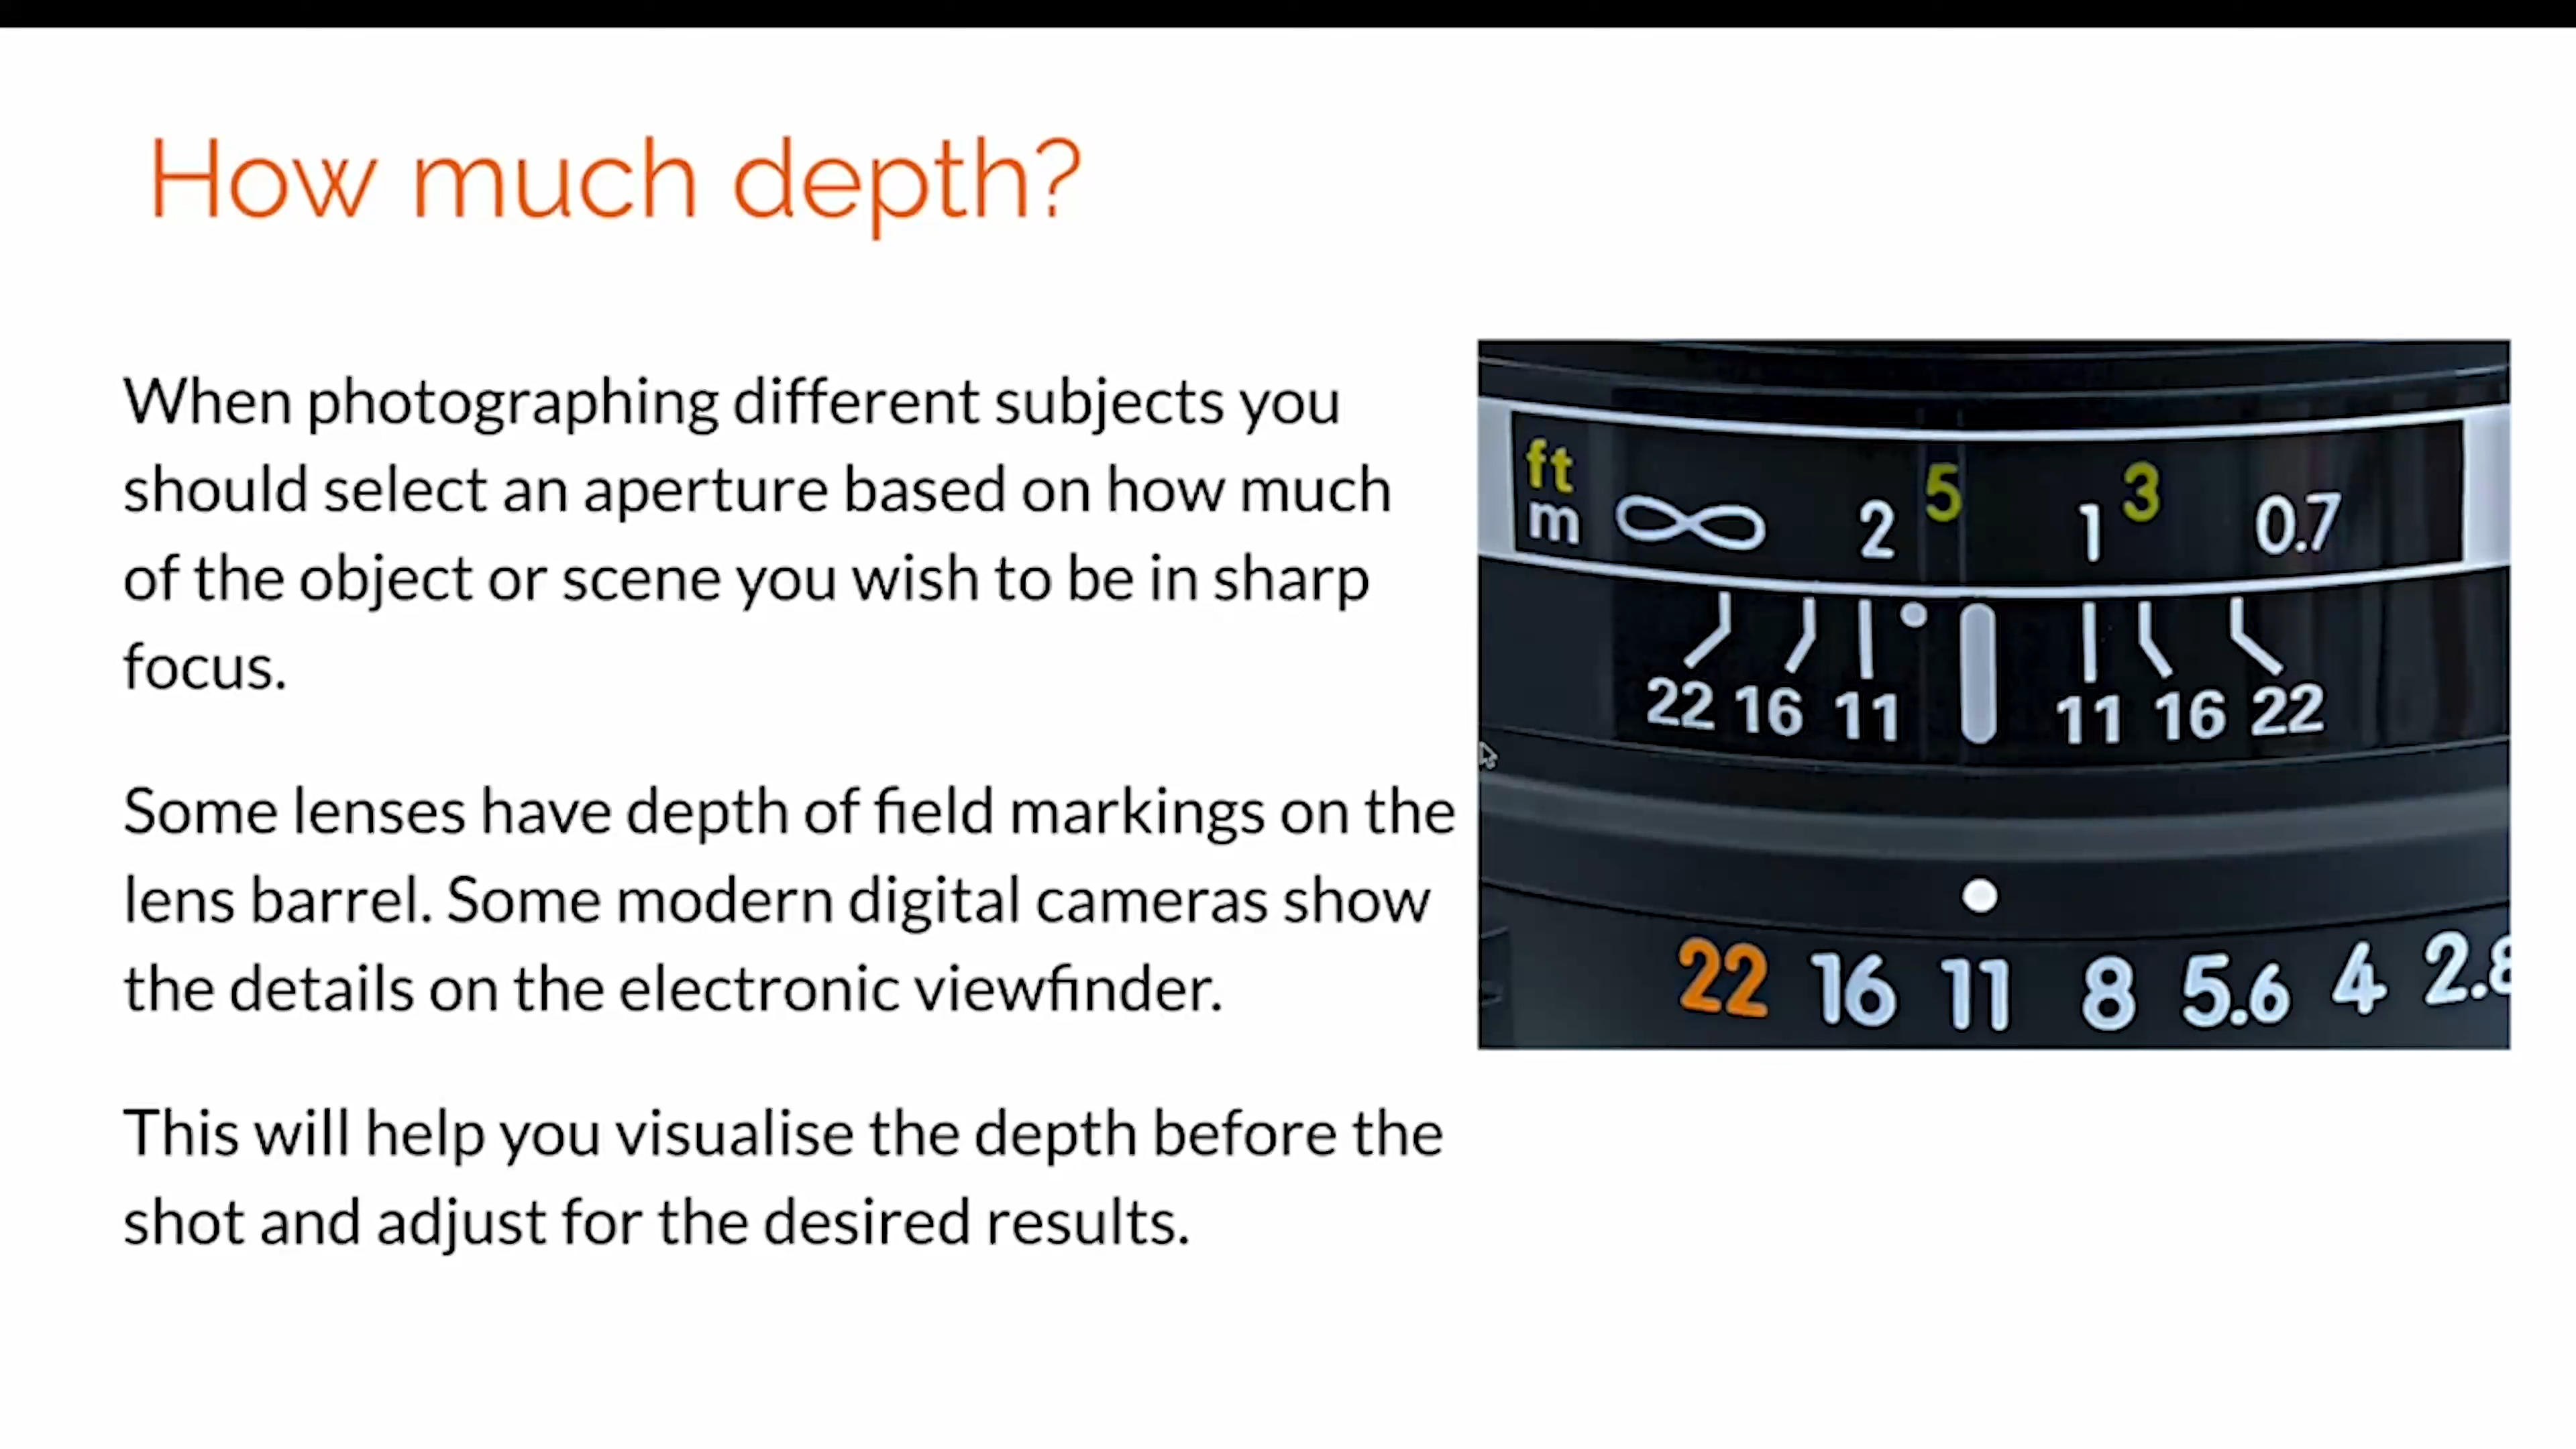 How much depth?
When photographing different subjects you
should select an aperture based on how much
of the object or scene you wish to be in sharp
focus.
Some lenses have depth of field markings on the
lens barrel. Some modern digital cameras show
the details on the electronic viewfinder.
This will help you visualise the depth before the
shot and adjust for the desired results.
ft 5 3
m ∞ 2 1 0.7
22 16 11 11 16 22
22 16 11 8 5.6 4 2.8